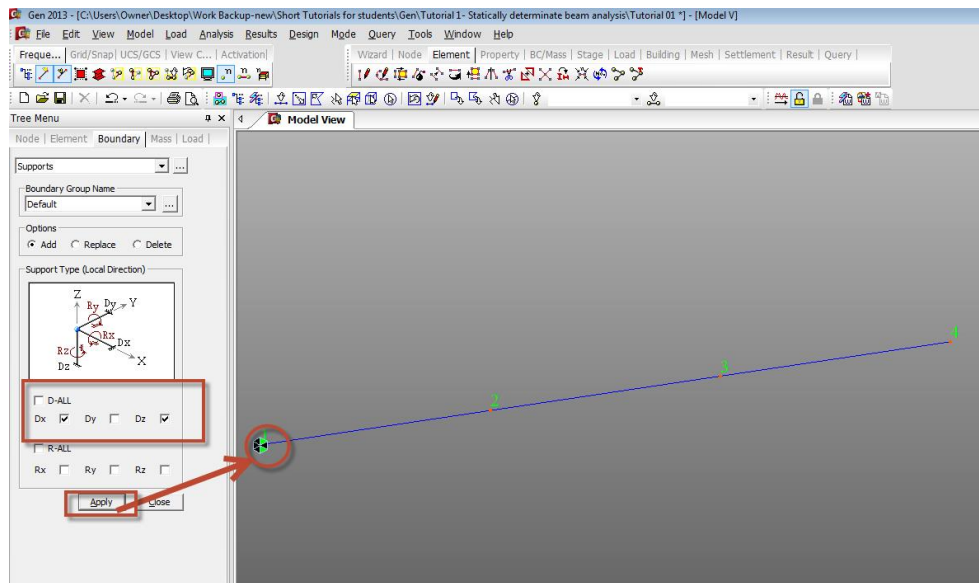 Gen 2013 - [C:\Users\Owner\Desktop\Work Backup-new\Short Tutorials for students\Gen\Tutorial 1- Statically determinate beam analysis\Tutorial 01 *] - [Model V]
File Edit View Model Load Analysis Results Design Mode Query Tools Window Help
Freque... | Grid/Snap | UCS/GCS | View C... | Activation | Wizard | Node Element | Property | BC/Mass | Stage | Load | Building | Mesh | Settlement | Result | Query |
Tree Menu
Model View
Node | Element Boundary | Mass | Load |
Supports
...
Boundary Group Name
Default
...
Options
Add Replace Delete
Support Type (Local Direction)
Z
Ry Dy Y
Rx Dx
Rz
Dz X
D-ALL
Dx Dy Dz
R-ALL
Rx Ry Rz
Apply Close
4
3
2